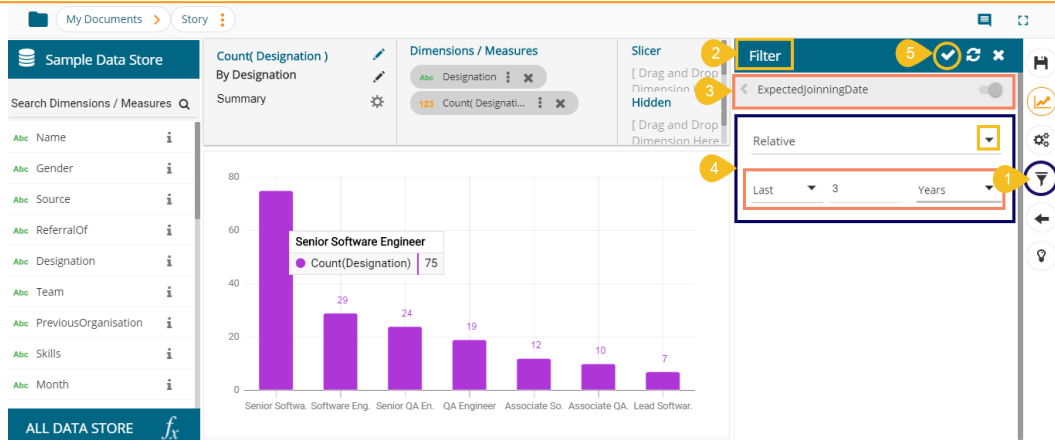 My Documents > Story
Sample Data Store
Search Dimensions / Measures
Abc Name i
Abc Gender i
Abc Source i
Abc ReferralOf i
Abc Designation i
Abc Team i
Abc PreviousOrganisation i
Abc Skills i
Abc Month i
ALL DATA STORE fx
Count( Designation )
By Designation
Summary
Dimensions / Measures
Abc Designation
123 Count( Designati...
Slicer
[ Drag and Drop
Dimension
Hidden
[ Drag and Drop
Dimension Here
80
60
40
20
0
Senior Software Engineer
Count(Designation) 75
29
24
19
12
10
7
Senior Softwa. Software Eng. Senior QA En. QA Engineer Associate So. Associate QA. Lead Softwar.
2 Filter 5
3 ExpectedJoinningDate
Relative
4
Last 3 Years
1